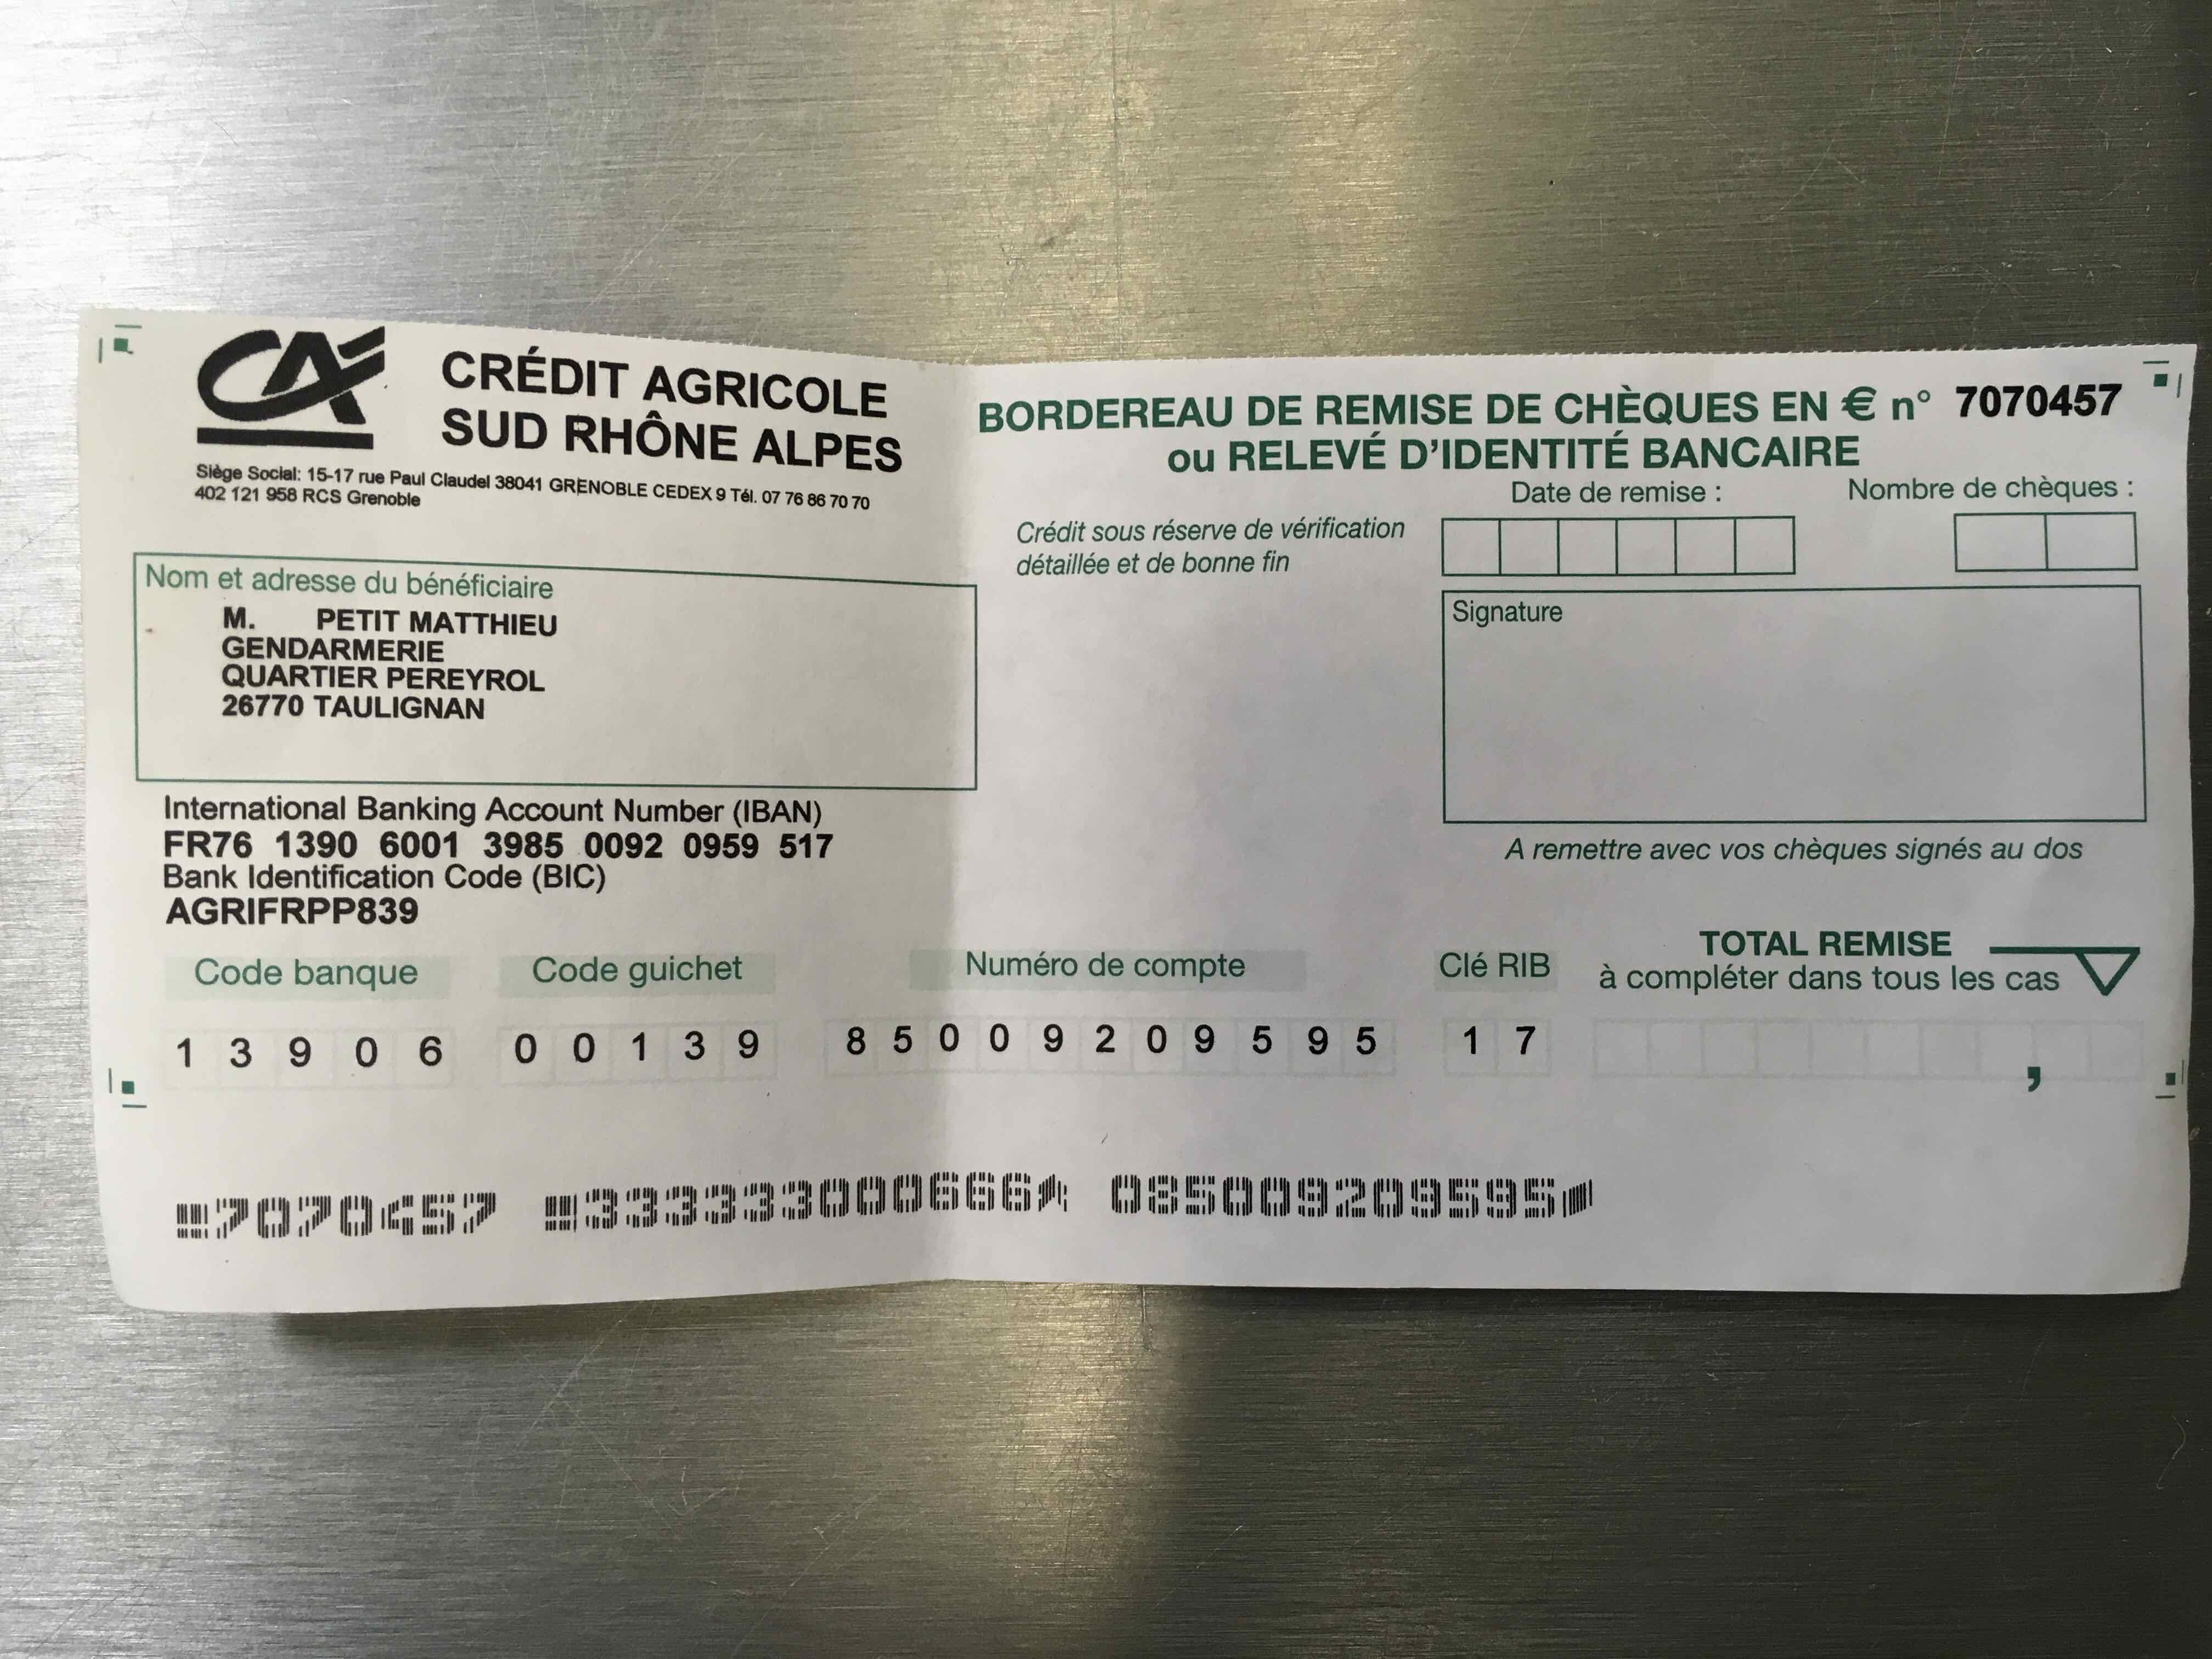 CA
CRÉDIT AGRICOLE
SUD RHÔNE ALPES
Siège Social: 15-17 rue Paul Claudel 38041 GRENOBLE CEDEX 9 Tél. 07 76 86 70 70
402 121 958 RCS Grenoble
BORDEREAU DE REMISE DE CHÈQUES EN € n° 7070457
ou RELEVÉ D'IDENTITÉ BANCAIRE
Date de remise :
Nombre de chèques :
Crédit sous réserve de vérification
détaillée et de bonne fin
Nom et adresse du bénéficiaire
M. PETIT MATTHIEU
GENDARMERIE
QUARTIER PEREYROL
26770 TAULIGNAN
Signature
International Banking Account Number (IBAN)
FR76 1390 6001 3985 0092 0959 517
Bank Identification Code (BIC)
AGRIFRPP839
A remettre avec vos chèques signés au dos
TOTAL REMISE
à compléter dans tous les cas
Code banque Code guichet Numéro de compte Clé RIB
1 3 9 0 6 0 0 1 3 9 8 5 0 0 9 2 0 9 5 9 5 1 7 ,
7070457 333333000666 085009209595